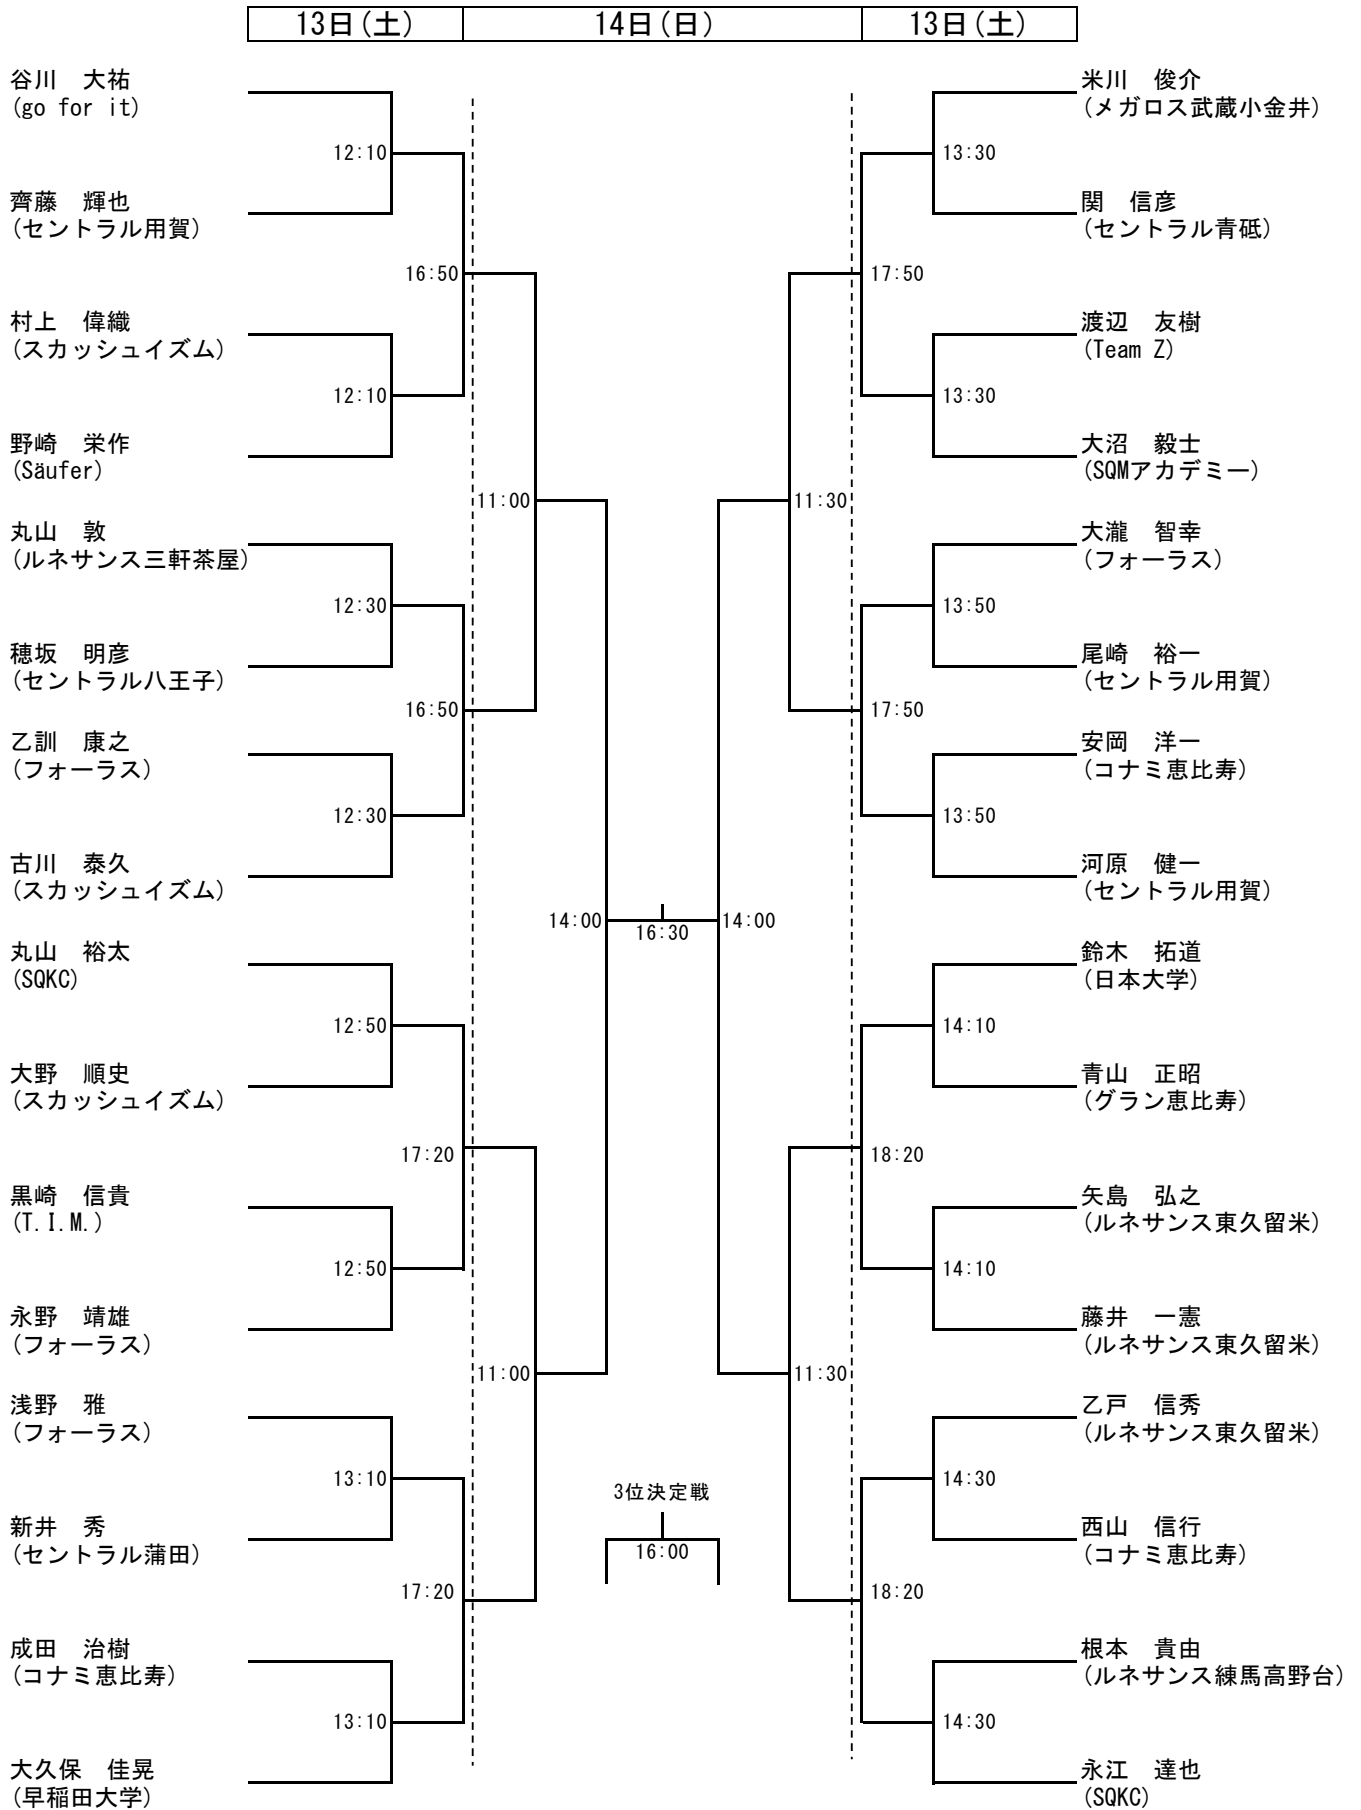 13日(土)
14日(日)
13日(土)
谷川　大祐
(go for it)
12:10
齊藤　輝也
(セントラル用賀)
16:50
村上　偉織
(スカッシュイズム)
12:10
野崎　栄作
(Säufer)
11:00
丸山　敦
(ルネサンス三軒茶屋)
12:30
穂坂　明彦
(セントラル八王子)
16:50
乙訓　康之
(フォーラス)
12:30
古川　泰久
(スカッシュイズム)
14:00
丸山　裕太
(SQKC)
12:50
大野　順史
(スカッシュイズム)
17:20
黒崎　信貴
(T.I.M.)
12:50
永野　靖雄
(フォーラス)
11:00
浅野　雅
(フォーラス)
13:10
新井　秀
(セントラル蒲田)
17:20
成田　治樹
(コナミ恵比寿)
13:10
大久保　佳晃
(早稲田大学)
16:30
3位決定戦
16:00
米川　俊介
(メガロス武蔵小金井)
13:30
関　信彦
(セントラル青砥)
17:50
渡辺　友樹
(Team Z)
13:30
大沼　毅士
(SQMアカデミー)
11:30
大瀧　智幸
(フォーラス)
13:50
尾崎　裕一
(セントラル用賀)
17:50
安岡　洋一
(コナミ恵比寿)
13:50
河原　健一
(セントラル用賀)
14:00
鈴木　拓道
(日本大学)
14:10
青山　正昭
(グラン恵比寿)
18:20
矢島　弘之
(ルネサンス東久留米)
14:10
藤井　一憲
(ルネサンス東久留米)
11:30
乙戸　信秀
(ルネサンス東久留米)
14:30
西山　信行
(コナミ恵比寿)
18:20
根本　貴由
(ルネサンス練馬高野台)
14:30
永江　達也
(SQKC)